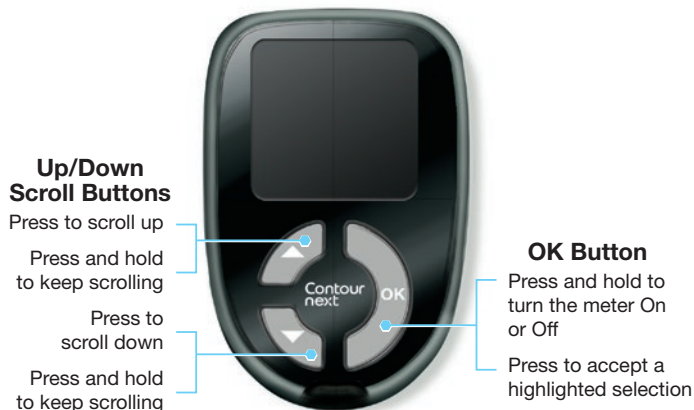 Up/Down
Scroll Buttons
Press to scroll up
Press and hold
to keep scrolling
Press to
scroll down
Press and hold
to keep scrolling
Contour
next
OK
OK Button
Press and hold to
turn the meter On
or Off
Press to accept a
highlighted selection